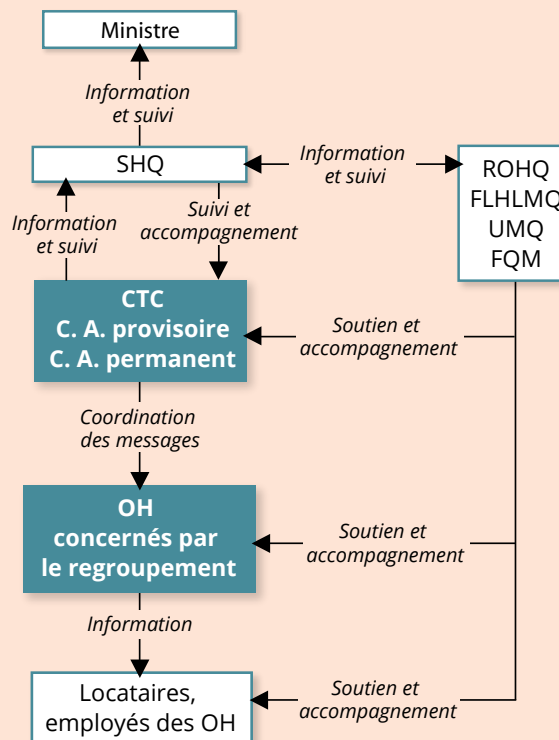 Ministre
Information
et suivi
SHQ
Information
et suivi
ROHQ
FLHLMQ
UMQ
FQM
Information
et suivi
Suivi et
accompagnement
CTC
C. A. provisoire
C. A. permanent
Soutien et
accompagnement
Coordination
des messages
OH
concernés par
le regroupement
Soutien et
accompagnement
Information
Locataires,
employés des OH
Soutien et
accompagnement